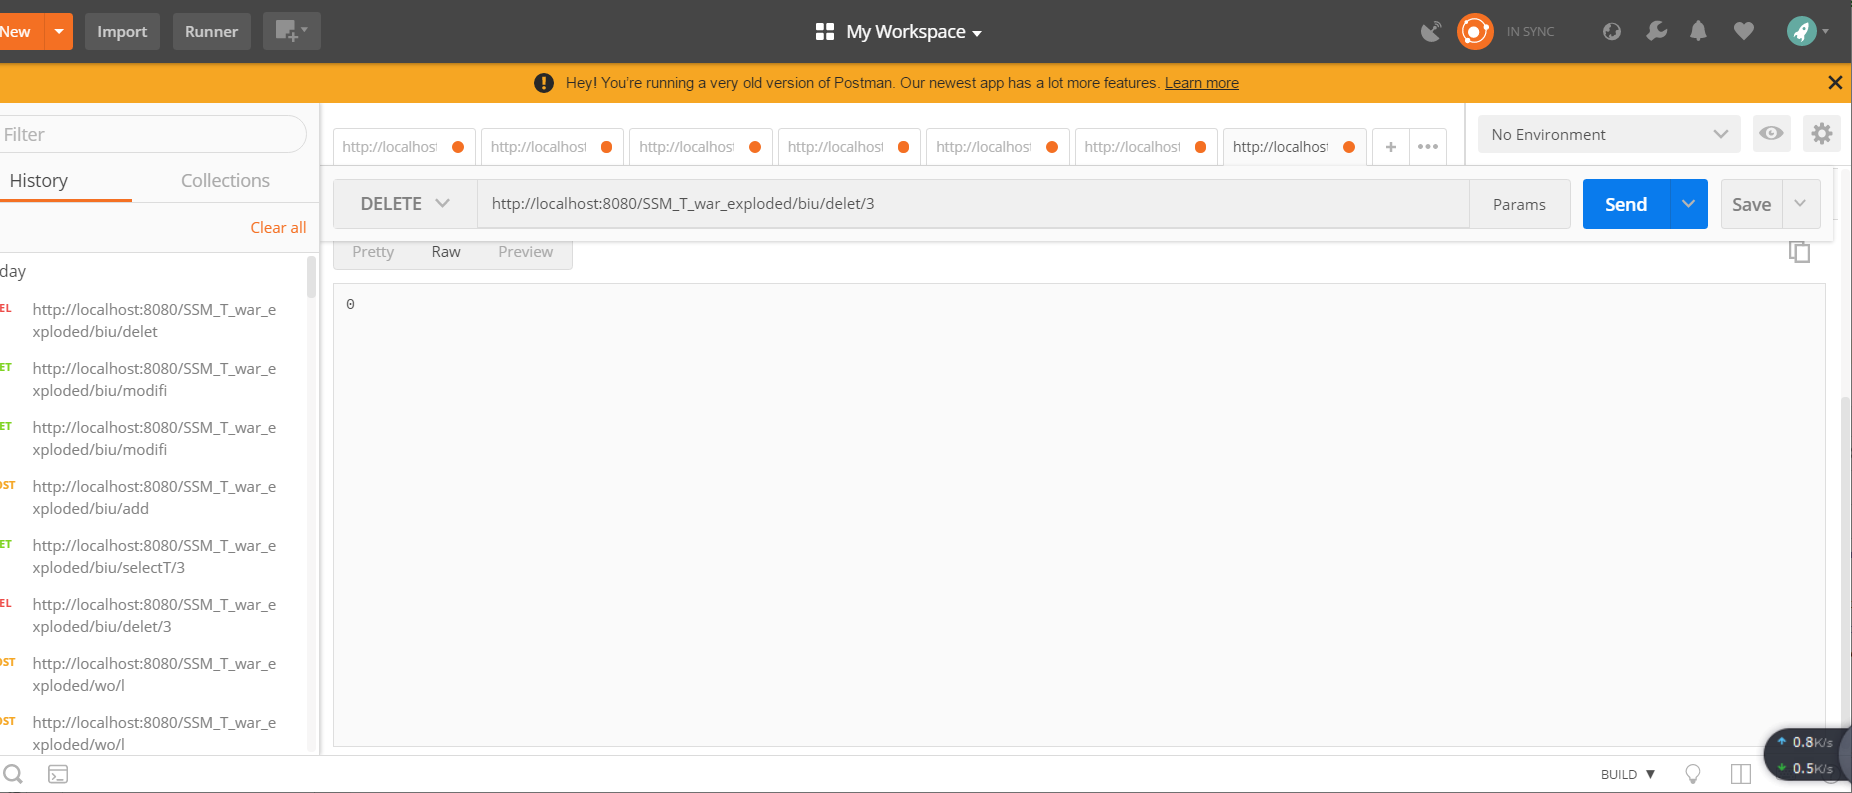 New
Import
Runner
My Workspace
IN SYNC
Hey! You're running a very old version of Postman. Our newest app has a lot more features. Learn more
Filter
History
Collections
Clear all
day
EL http://localhost:8080/SSM_T_war_e
xploded/biu/delet
ET http://localhost:8080/SSM_T_war_e
xploded/biu/modifi
ET http://localhost:8080/SSM_T_war_e
xploded/biu/modifi
OST http://localhost:8080/SSM_T_war_e
xploded/biu/add
ET http://localhost:8080/SSM_T_war_e
xploded/biu/selectT/3
EL http://localhost:8080/SSM_T_war_e
xploded/biu/delet/3
OST http://localhost:8080/SSM_T_war_e
xploded/wo/l
OST http://localhost:8080/SSM_T_war_e
xploded/wo/l
http://localhost
http://localhost
http://localhost
http://localhost
http://localhost
http://localhost
http://localhost
No Environment
DELETE
http://localhost:8080/SSM_T_war_exploded/biu/delet/3
Params
Send
Save
Pretty
Raw
Preview
0
BUILD
0.8K/s
0.5K/s